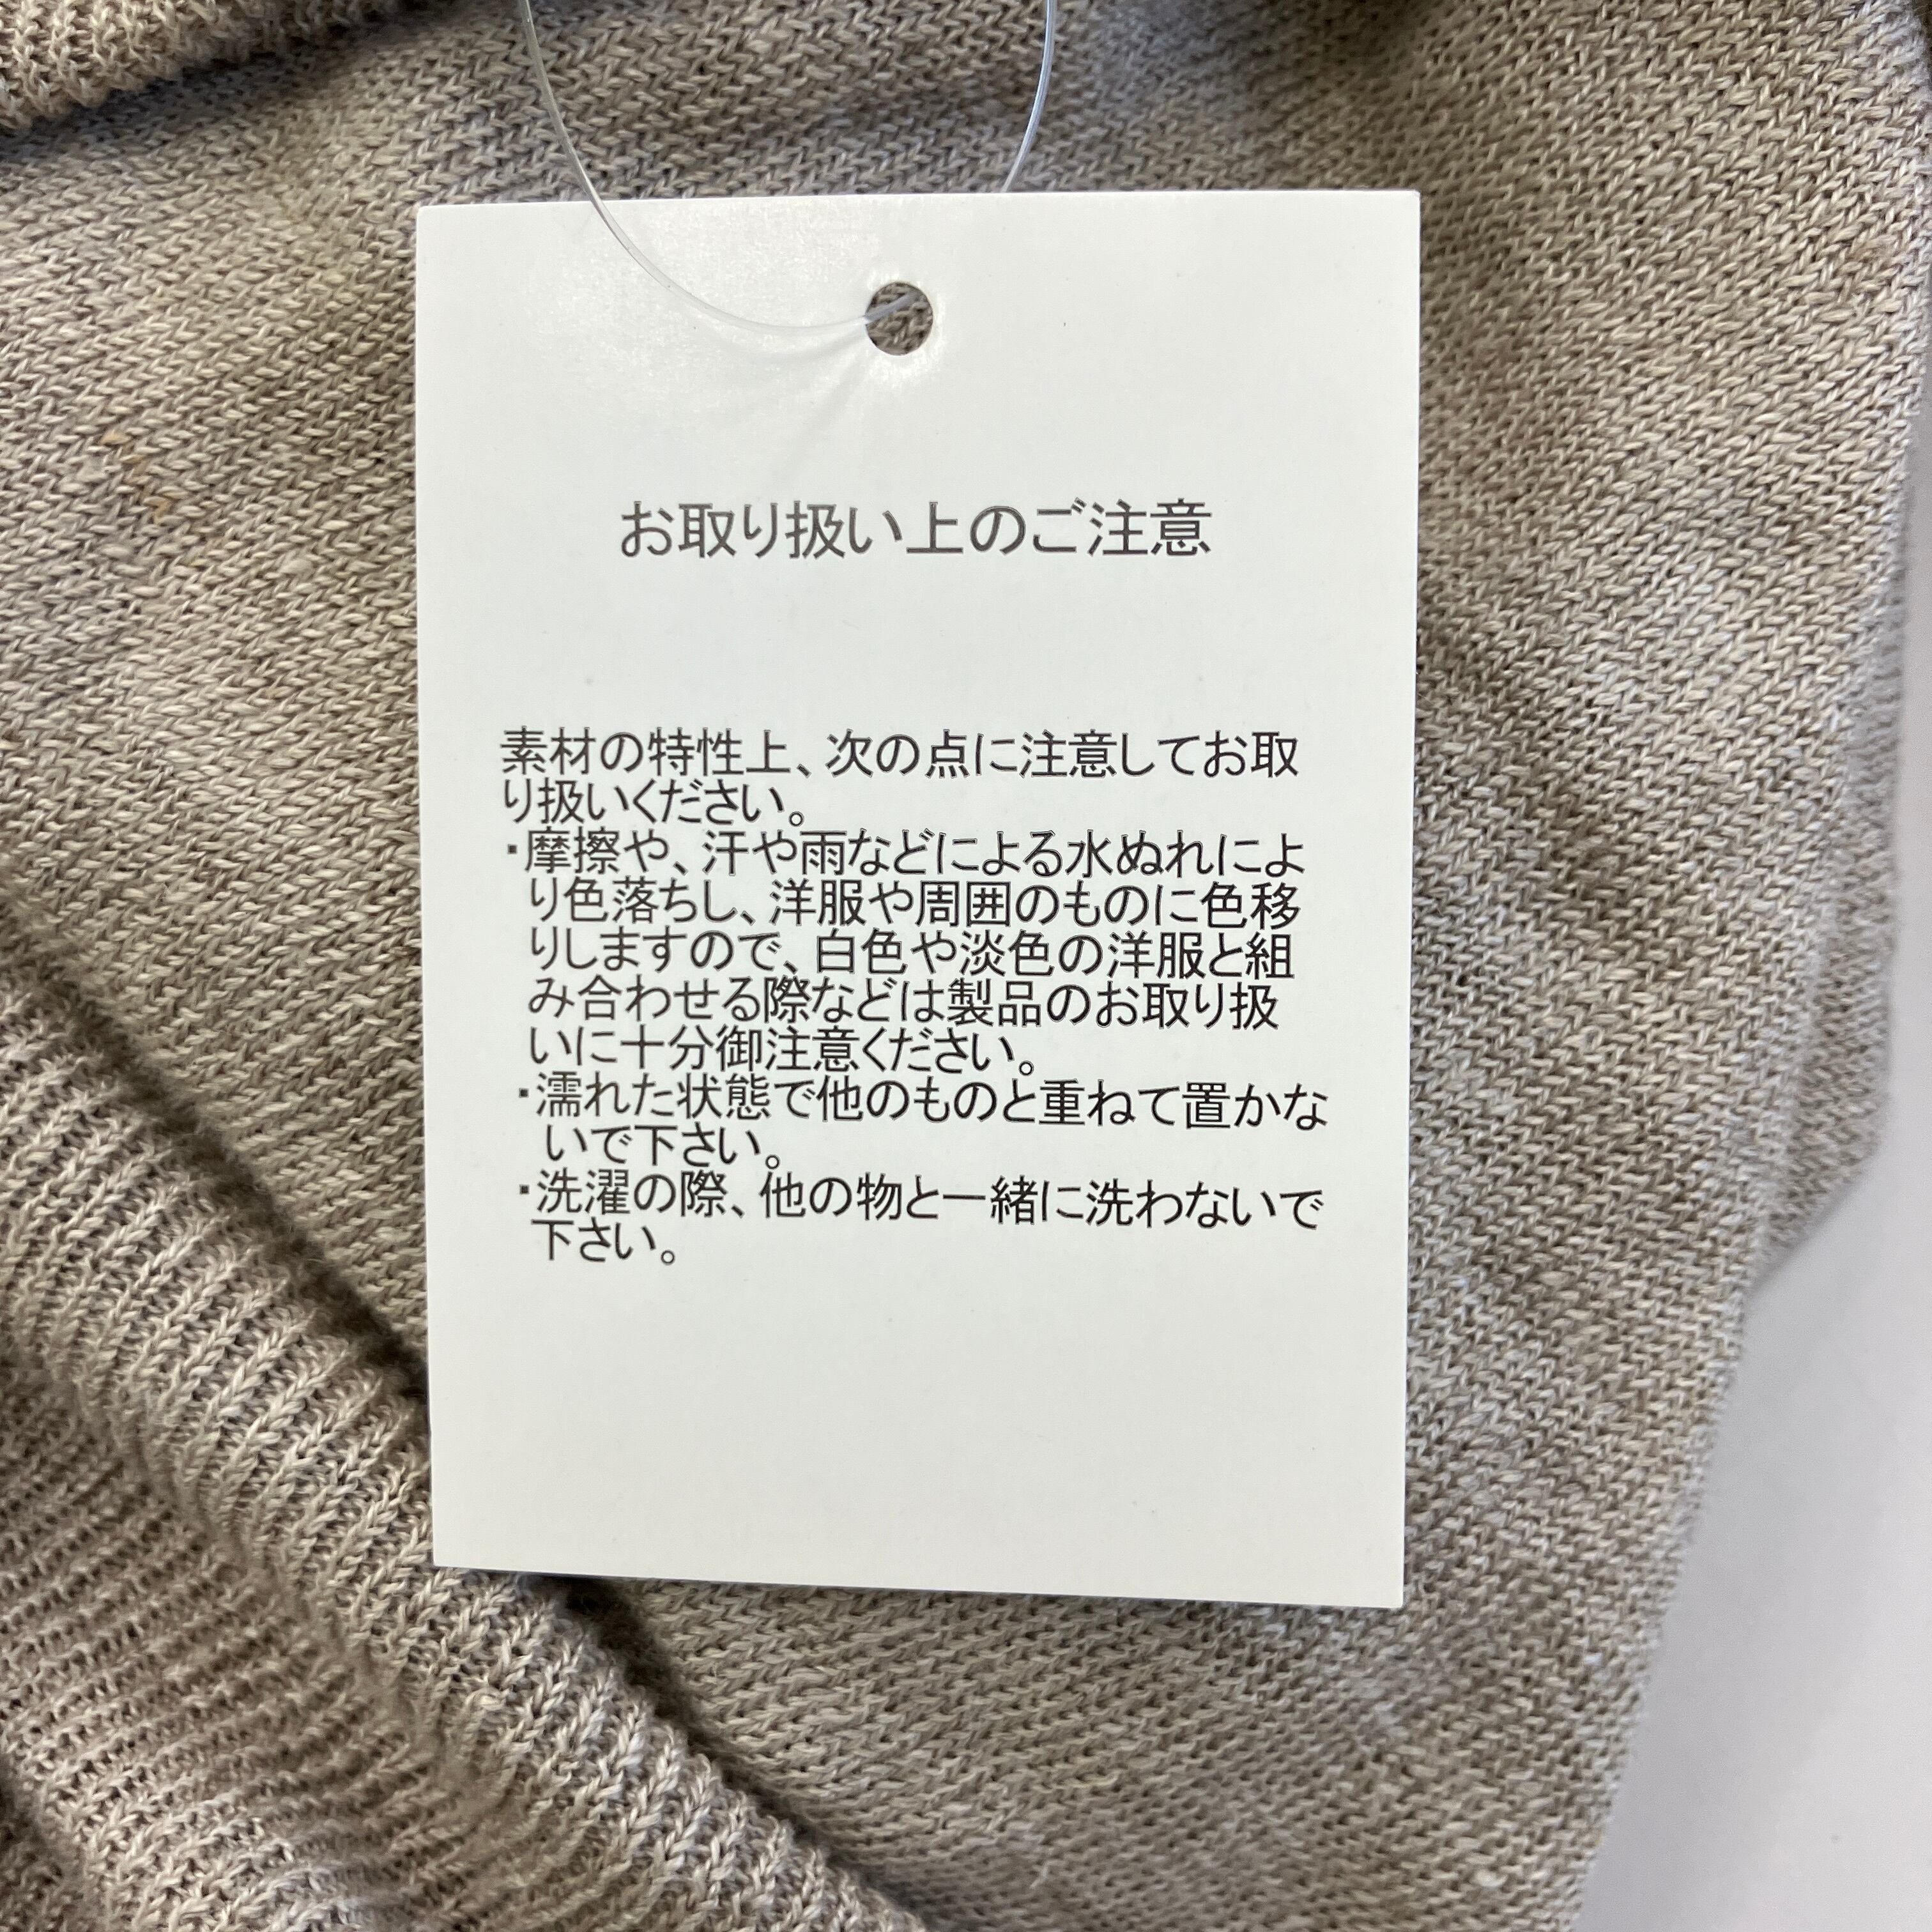 お取り扱い上のご注意
素材の特性上、次の点に注意してお取
り扱いください。
・摩擦や、汗や雨などによる水ぬれによ
り色落ちし、洋服や周囲のものに色移
りしますので、白色や淡色の洋服と組
み合わせる際などは製品のお取り扱
いに十分御注意ください。
・濡れた状態で他のものと重ねて置かな
いで下さい。
・洗濯の際、他の物と一緒に洗わないで
下さい。